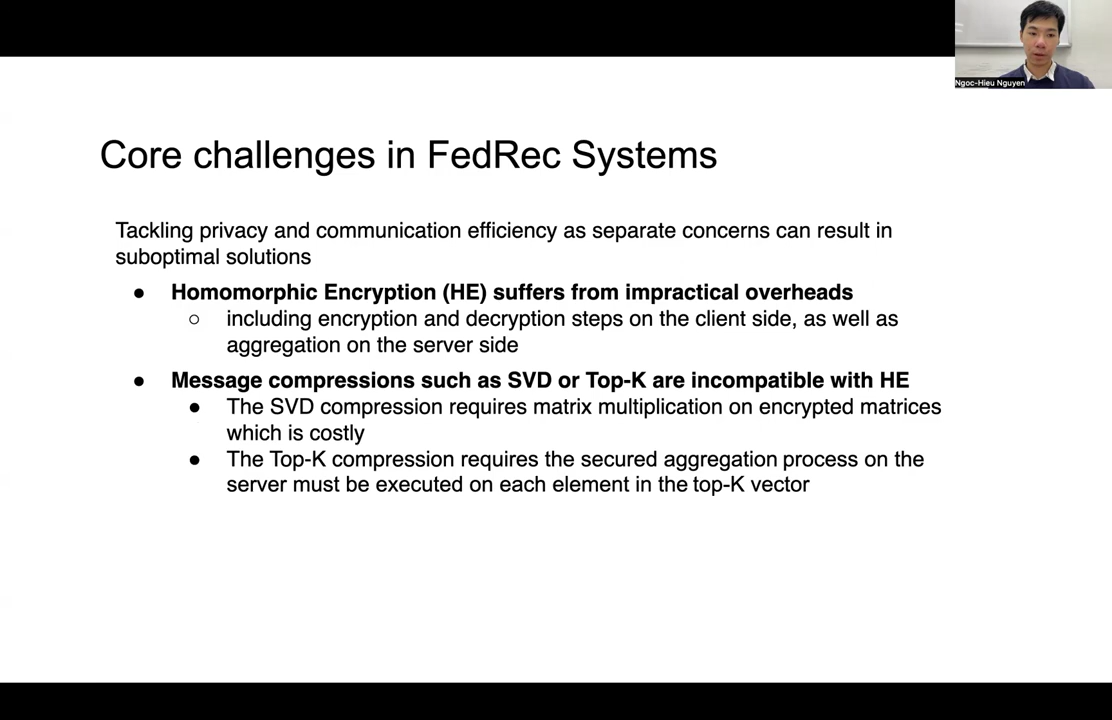 Ngoc-Hieu Nguyen
Core challenges in FedRec Systems
Tackling privacy and communication efficiency as separate concerns can result in
suboptimal solutions
● Homomorphic Encryption (HE) suffers from impractical overheads
○ including encryption and decryption steps on the client side, as well as
aggregation on the server side
● Message compressions such as SVD or Top-K are incompatible with HE
● The SVD compression requires matrix multiplication on encrypted matrices
which is costly
● The Top-K compression requires the secured aggregation process on the
server must be executed on each element in the top-K vector